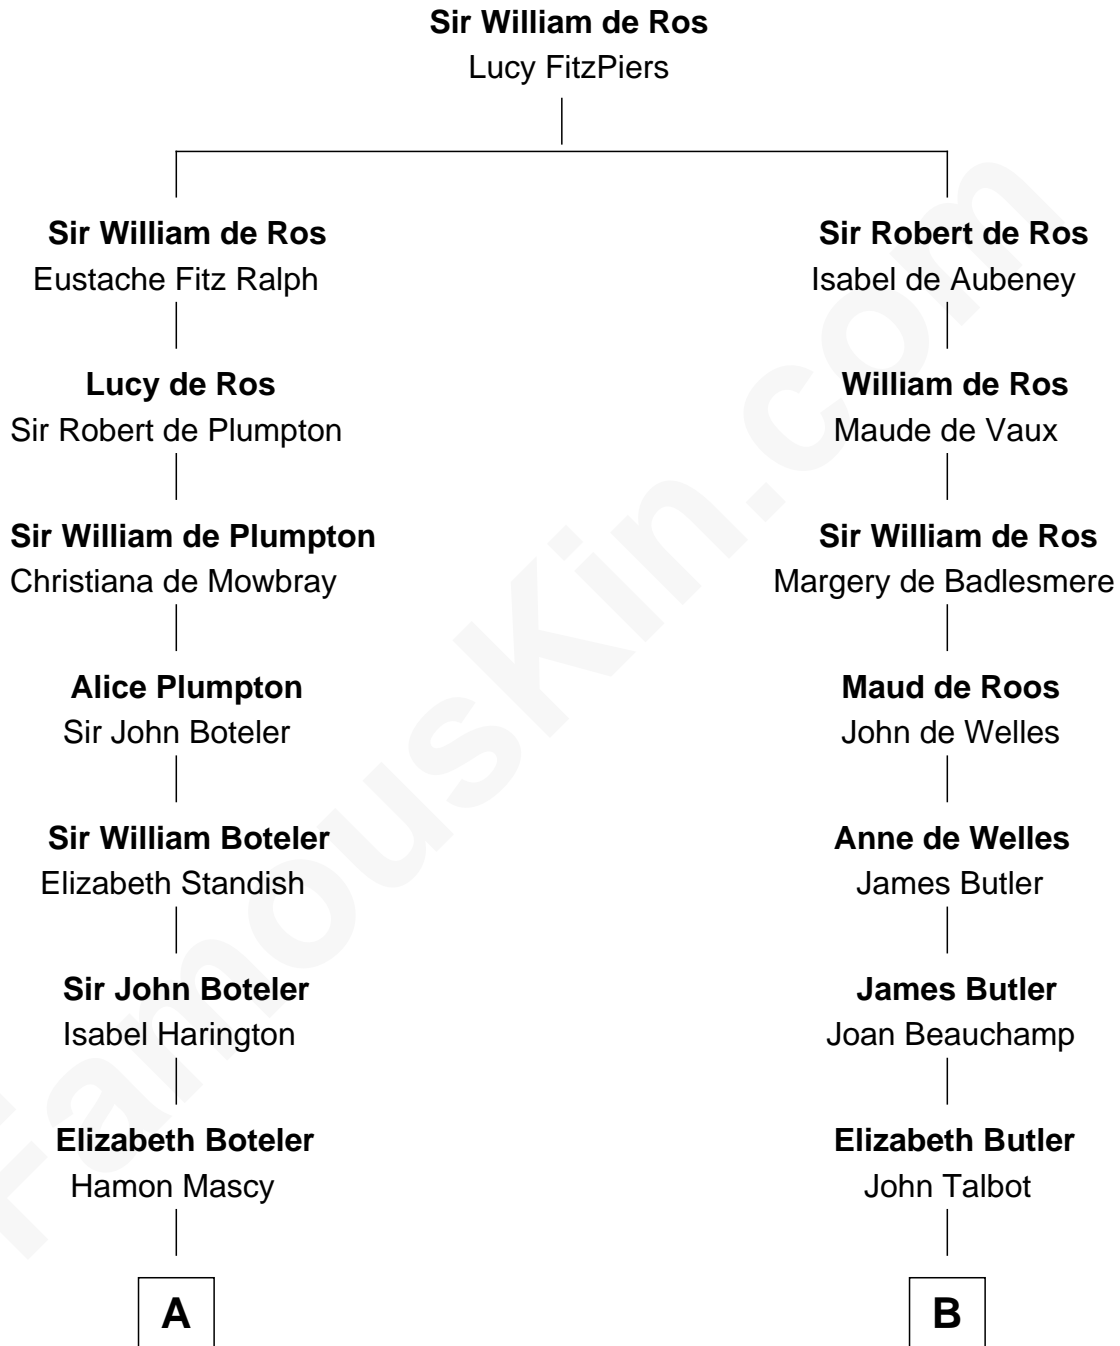 Sir William de Ros
Lucy FitzPiers
Sir William de Ros
Eustache Fitz Ralph
Lucy de Ros
Sir Robert de Plumpton
Sir William de Plumpton
Christiana de Mowbray
Alice Plumpton
Sir John Boteler
Sir William Boteler
Elizabeth Standish
Sir John Boteler
Isabel Harington
Elizabeth Boteler
Hamon Mascy
A
Sir Robert de Ros
Isabel de Aubeney
William de Ros
Maude de Vaux
Sir William de Ros
Margery de Badlesmere
Maud de Roos
John de Welles
Anne de Welles
James Butler
James Butler
Joan Beauchamp
Elizabeth Butler
John Talbot
B
FamousKin.com